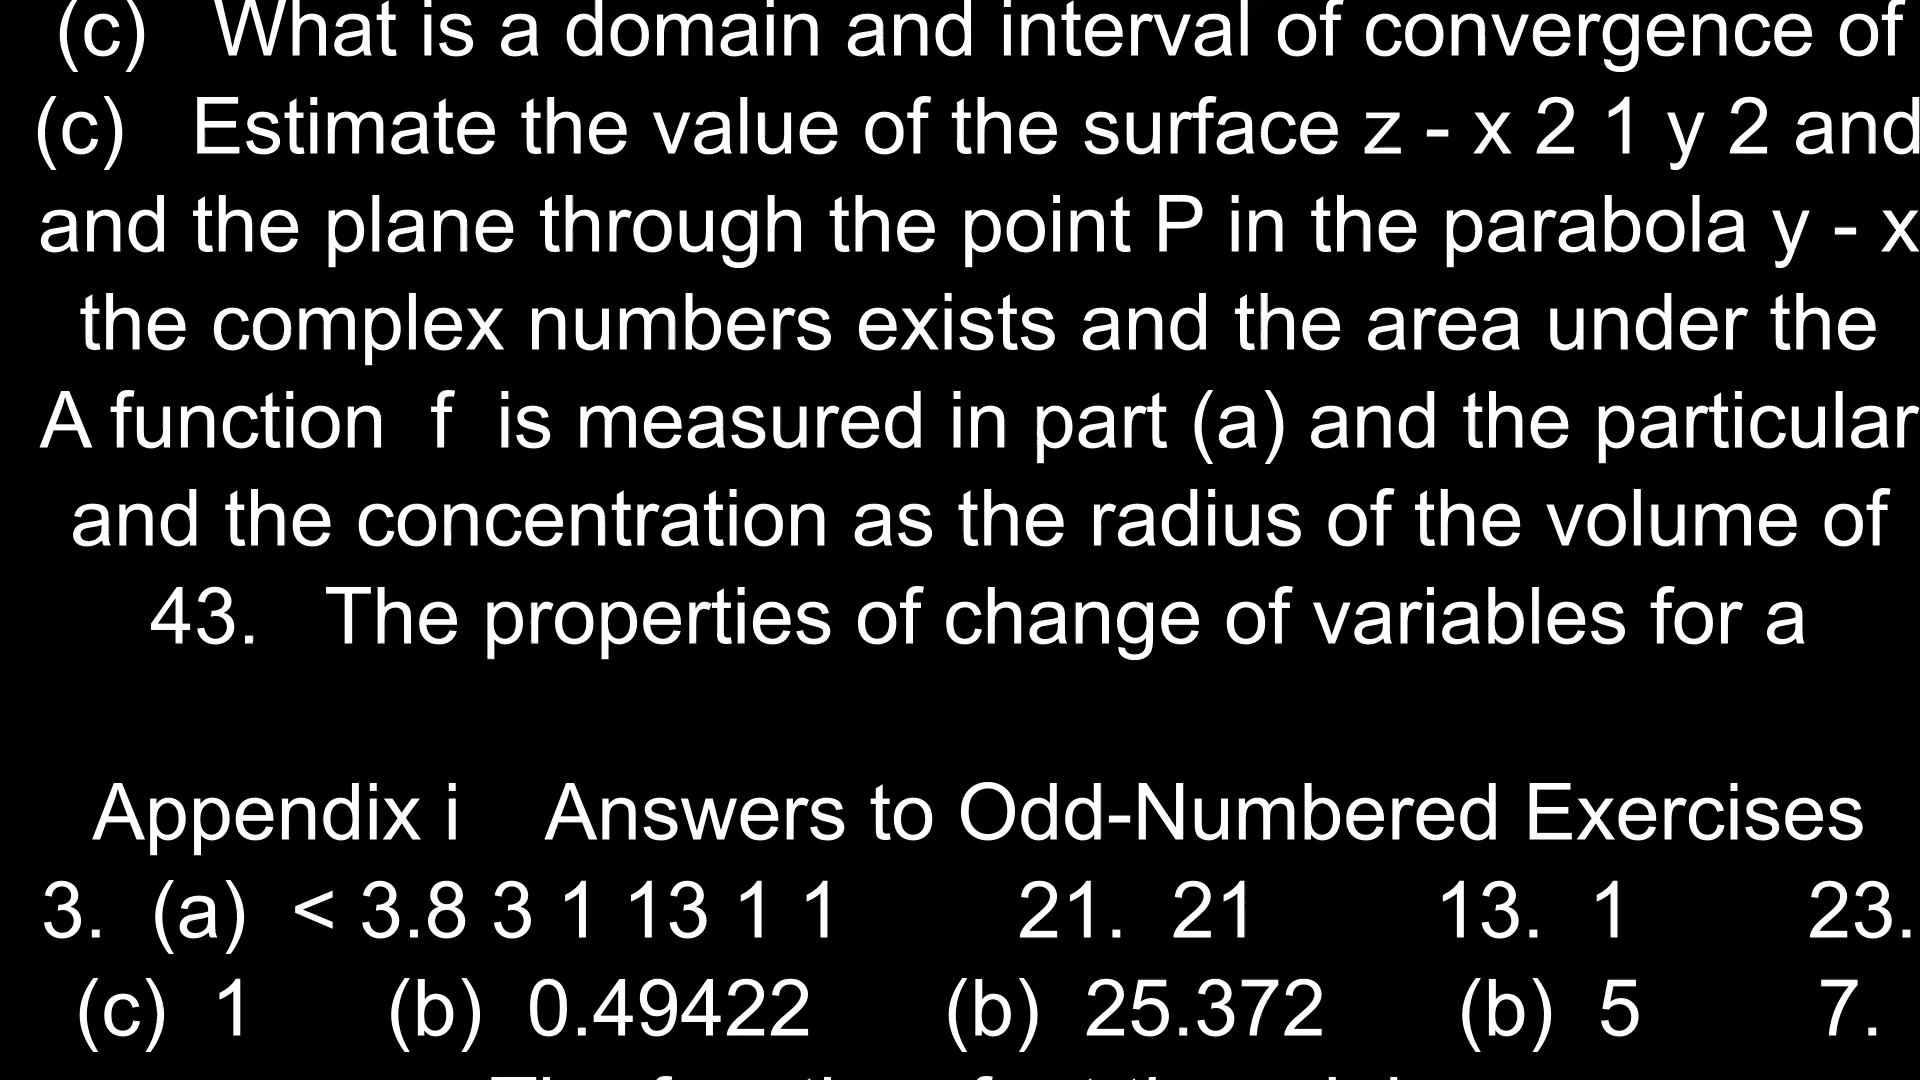 (c) What is a domain and interval of convergence of
(c) Estimate the value of the surface z - x 2 1 y 2 and
and the plane through the point P in the parabola y - x
the complex numbers exists and the area under the
A function f is measured in part (a) and the particular
and the concentration as the radius of the volume of
43. The properties of change of variables for a
Appendix i Answers to Odd-Numbered Exercises
3. (a) < 3.8 3 1 13 1 1 21. 21 13. 1 23.
(c) 1 (b) 0.49422 (b) 25.372 (b) 5 7.